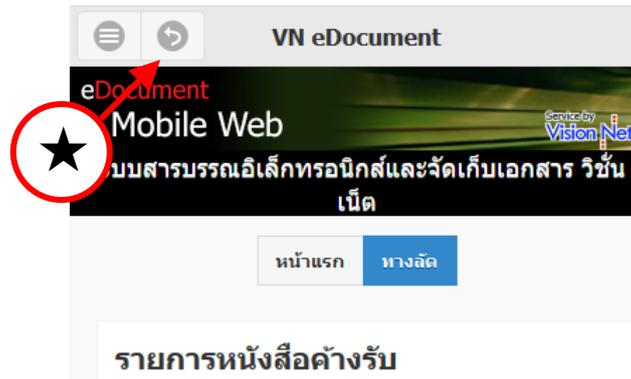 VN eDocument
eDocument
Mobile Web
Service by
Vision Net
ระบบสารบรรณอิเล็กทรอนิกส์และจัดเก็บเอกสาร วิชั่น
เน็ต
หน้าแรก ทางลัด
รายการหนังสือค้างรับ